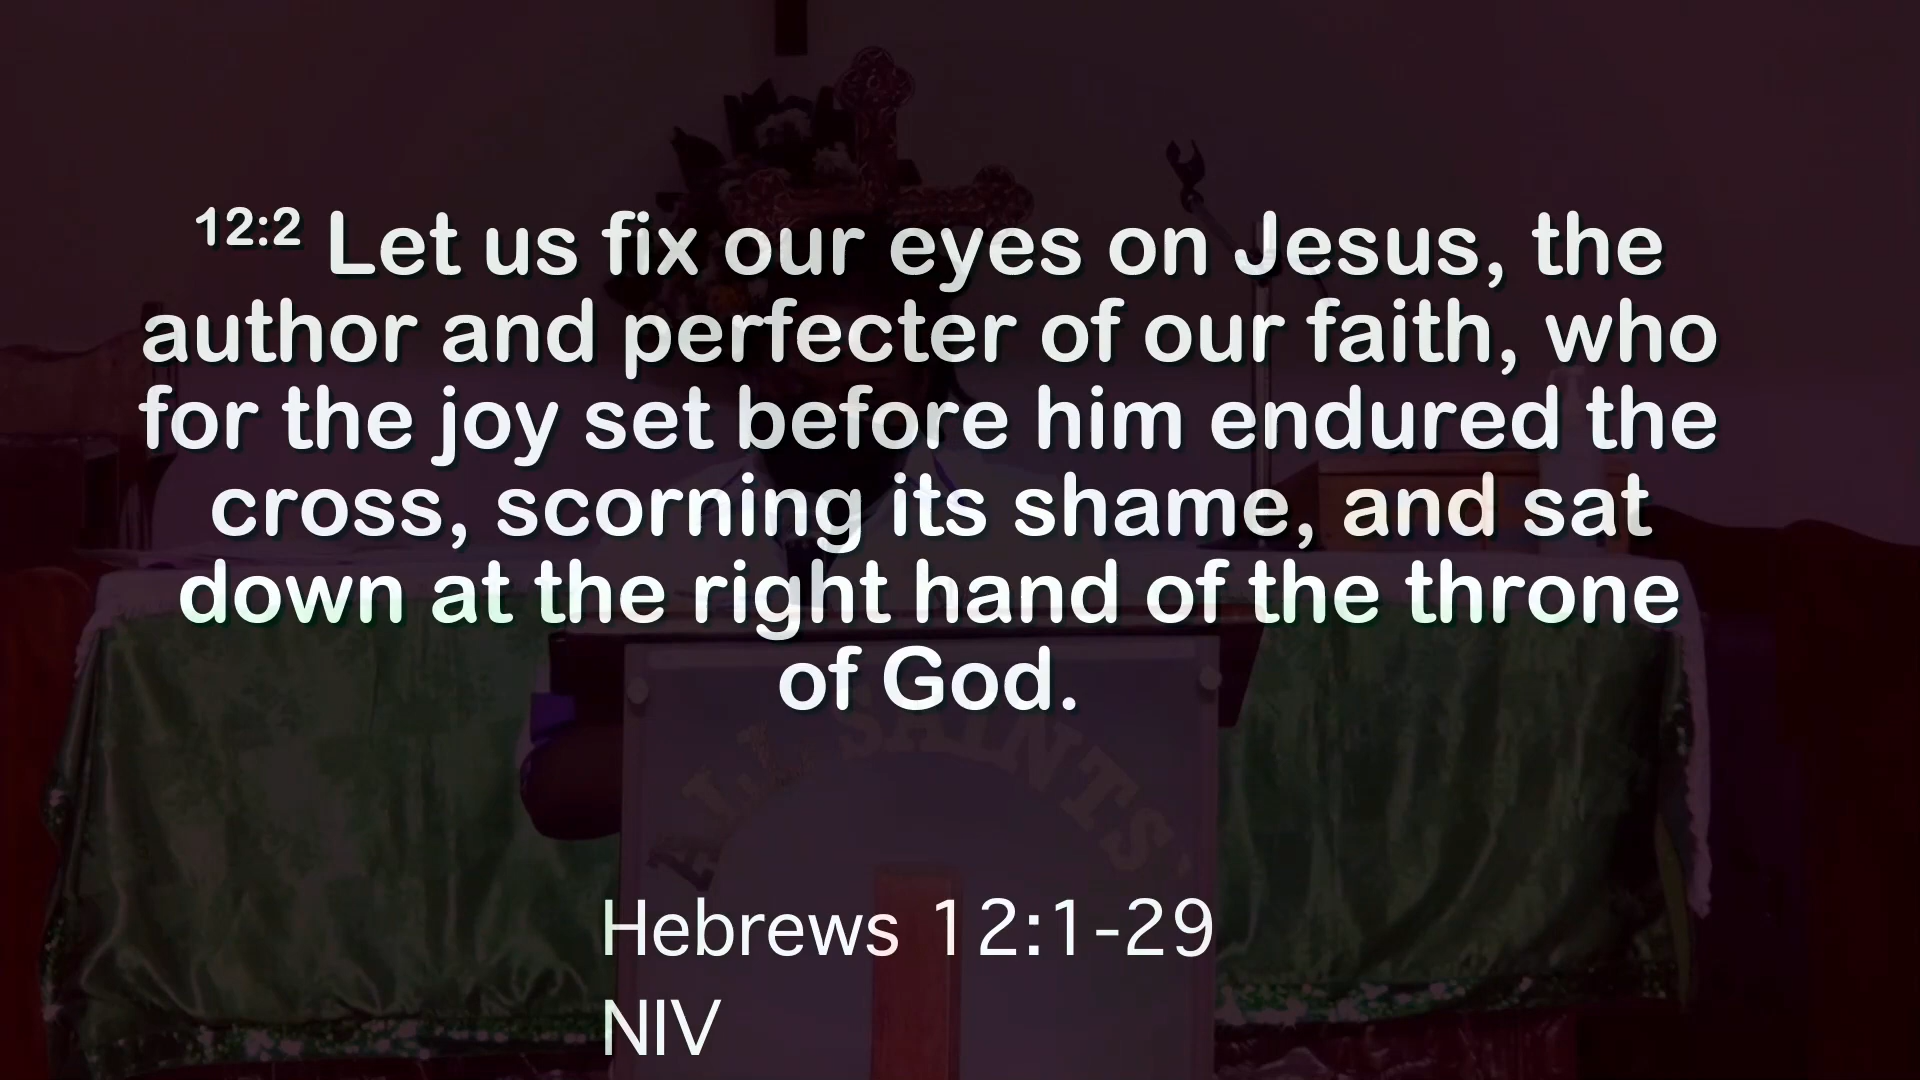 12:2 Let us fix our eyes on Jesus, the
author and perfecter of our faith, who
for the joy set before him endured the
cross, scorning its shame, and sat
down at the right hand of the throne
of God.
ALL SAINTS'
Hebrews 12:1-29
NIV